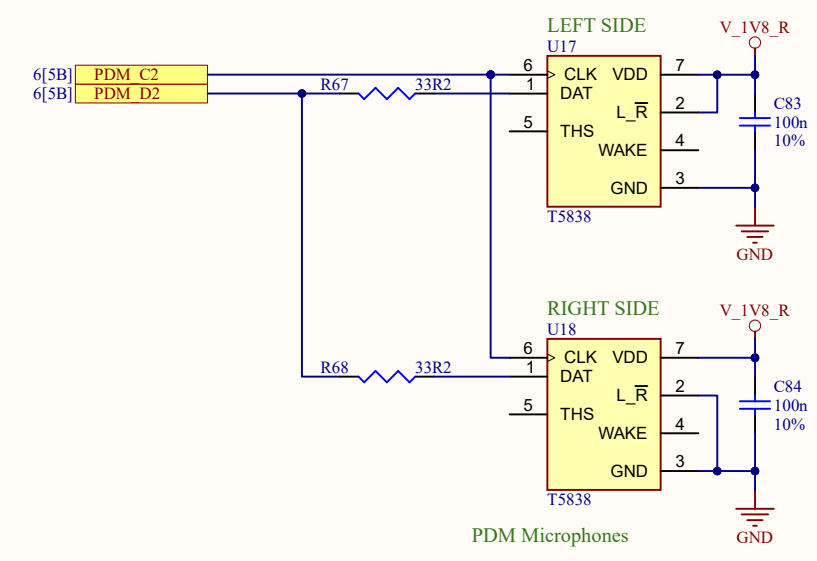 LEFT SIDE
U17
V_1V8_R
6[5B] PDM_C2
6[5B] PDM_D2
R67 33R2
6 CLK VDD 7
1 DAT
L_R̅ 2
5 THS
WAKE 4
GND 3
T5838
C83
100n
10%
GND
RIGHT SIDE
U18
V_1V8_R
R68 33R2
6 CLK VDD 7
1 DAT
L_R̅ 2
5 THS
WAKE 4
GND 3
T5838
C84
100n
10%
GND
PDM Microphones